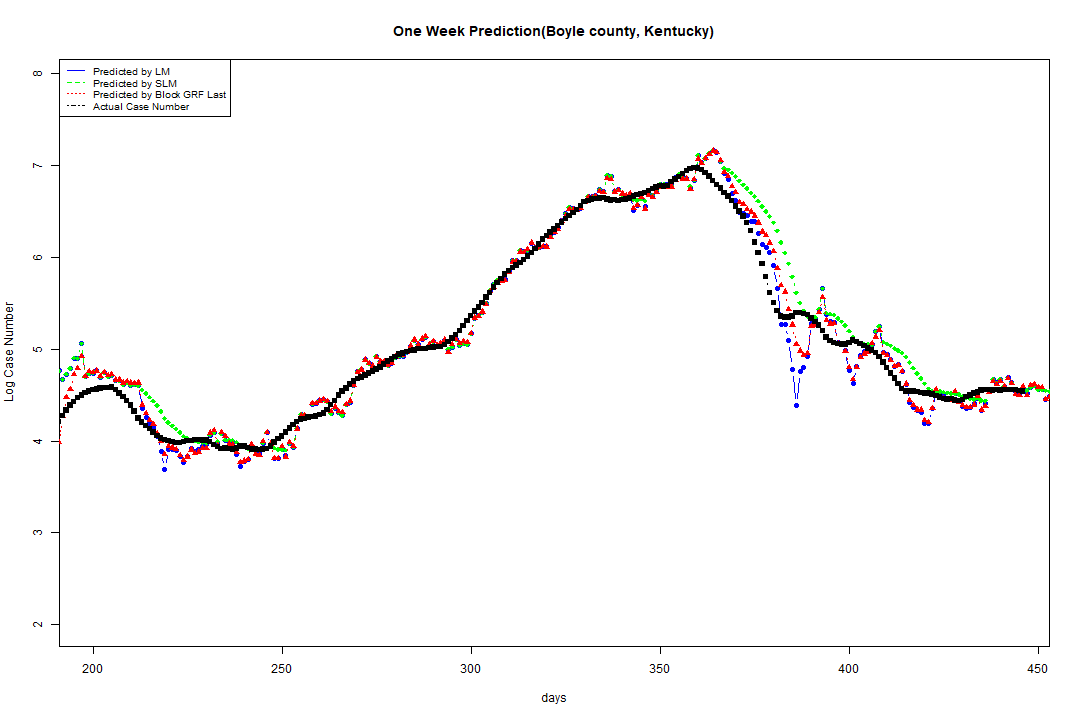 One Week Prediction(Boyle county, Kentucky)
Predicted by LM
Predicted by SLM
Predicted by Block GRF Last
Actual Case Number
8
7
6
5
4
3
2
Log Case Number
200 250 300 350 400 450
days